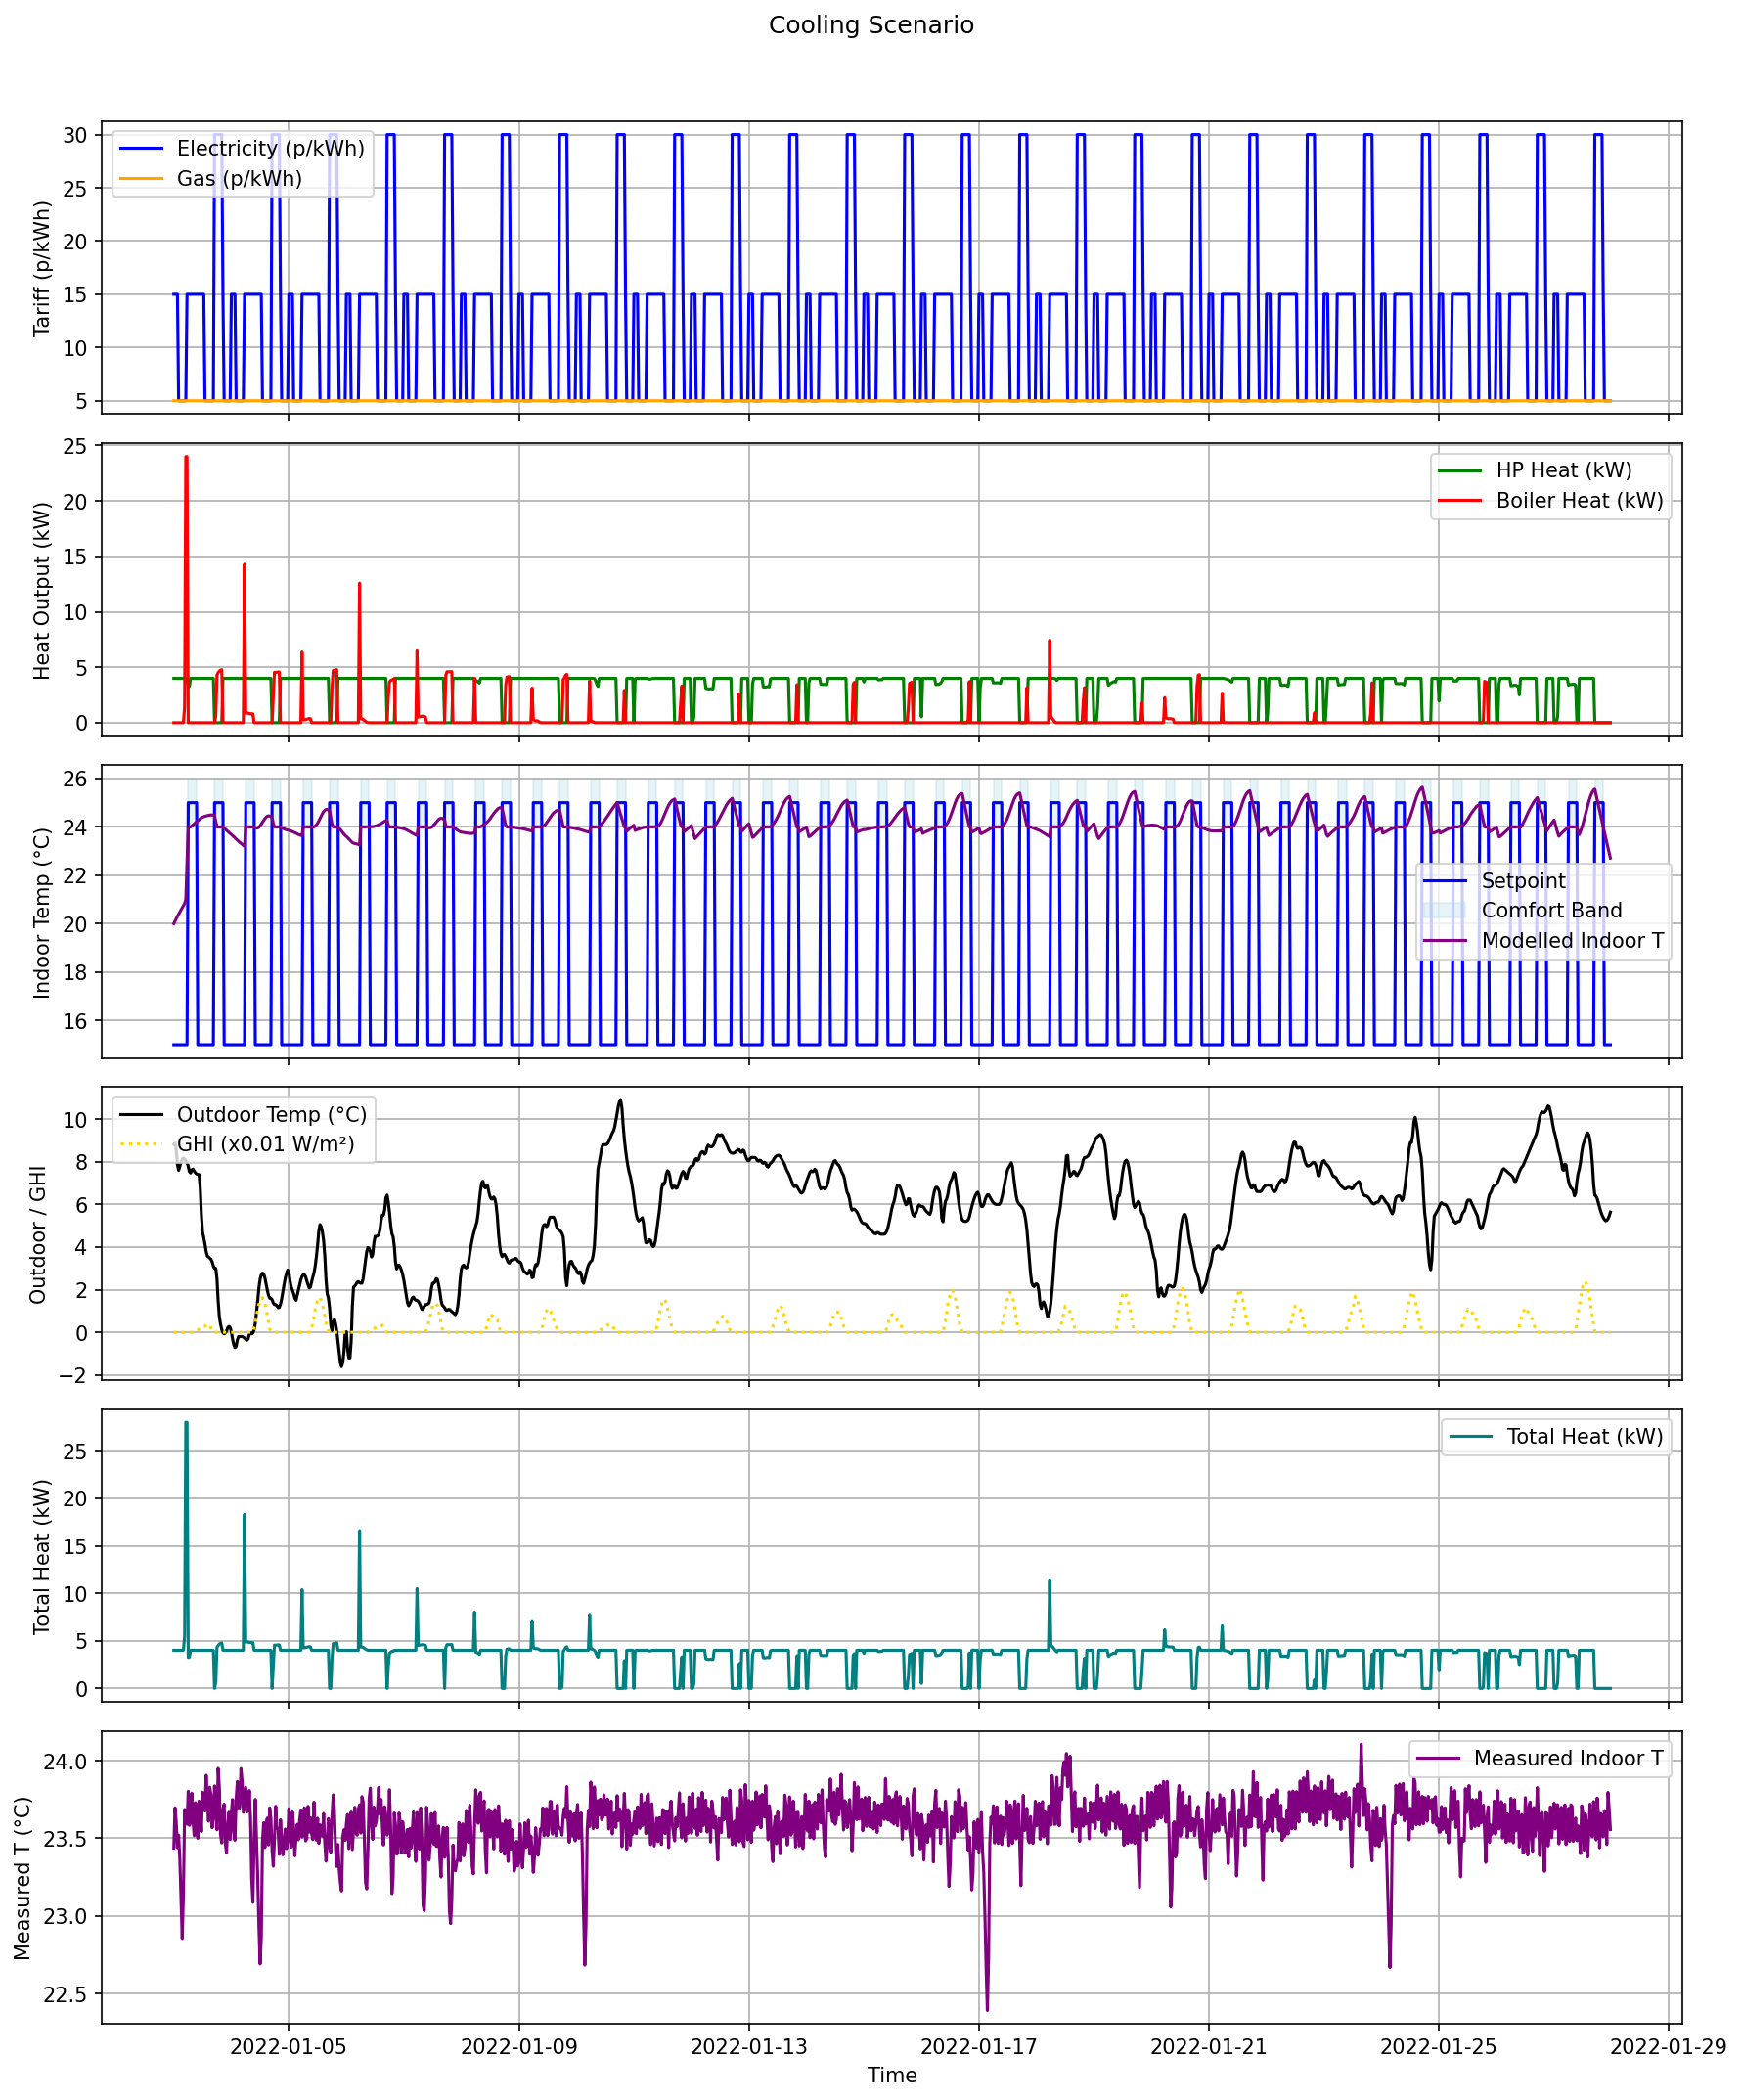 Cooling Scenario
Tariff (p/kWh)
30
25
20
15
10
5
Electricity (p/kWh)
Gas (p/kWh)
Heat Output (kW)
25
20
15
10
5
0
HP Heat (kW)
Boiler Heat (kW)
Indoor Temp (°C)
26
24
22
20
18
16
Setpoint
Comfort Band
Modelled Indoor T
Outdoor / GHI
10
8
6
4
2
0
−2
Outdoor Temp (°C)
GHI (x0.01 W/m²)
Total Heat (kW)
25
20
15
10
5
0
Total Heat (kW)
Measured T (°C)
24.0
23.5
23.0
22.5
Measured Indoor T
2022-01-05 2022-01-09 2022-01-13 2022-01-17 2022-01-21 2022-01-25 2022-01-29
Time